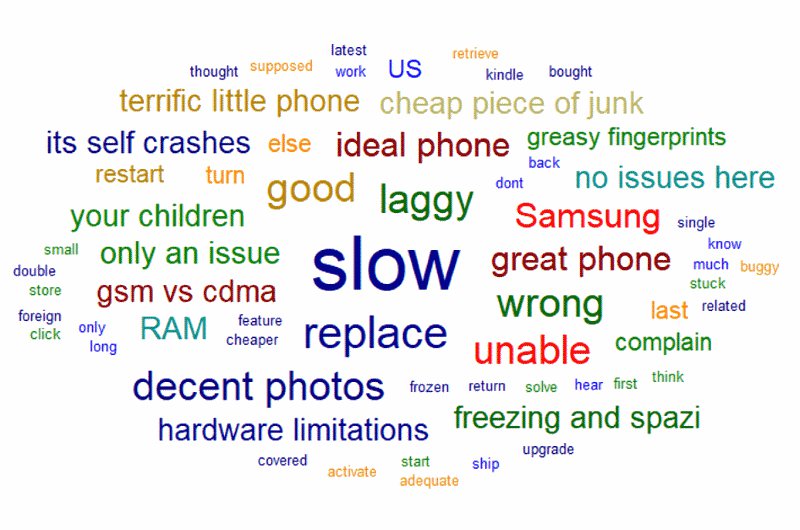 latest
retrieve
thought supposed work US kindle bought
terrific little phone cheap piece of junk
its self crashes else ideal phone greasy fingerprints
restart turn good laggy dont back no issues here
your children Samsung single
small only an issue slow great phone know
double much buggy
store gsm vs cdma wrong stuck
foreign only RAM feature replace last related
click long cheaper unable complain
decent photos frozen return solve hear first think
hardware limitations freezing and spazi
covered activate start adequate ship upgrade